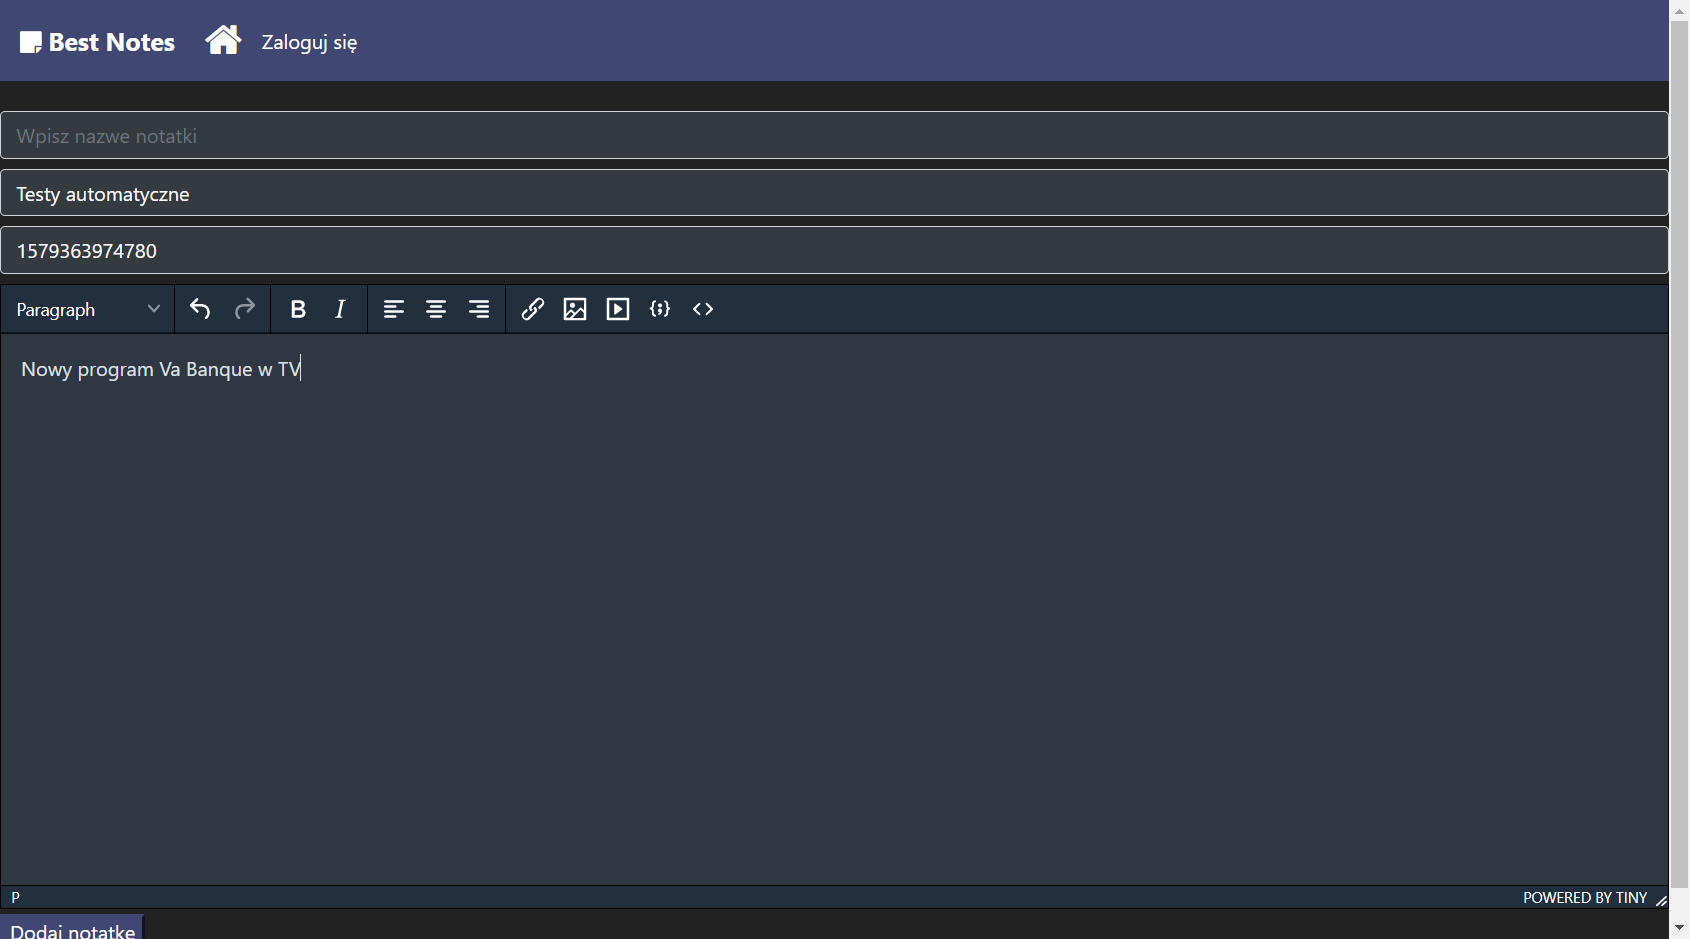 Best Notes Zaloguj się
Wpisz nazwe notatki
Testy automatyczne
1579363974780
Paragraph B I
Nowy program Va Banque w TV
P POWERED BY TINY
Dodaj notatkę